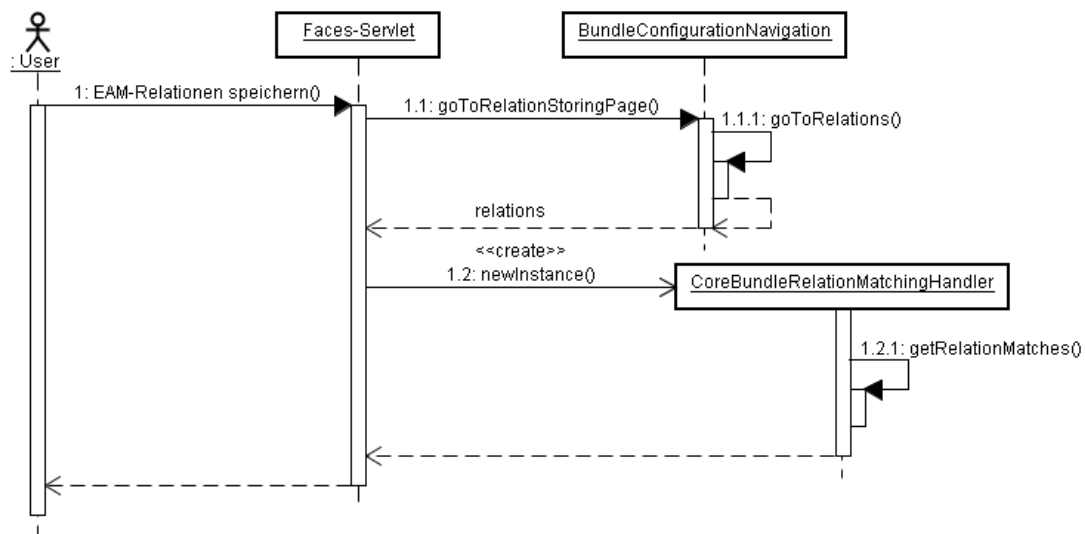 Faces-Servlet
BundleConfigurationNavigation
: User
1: EAM-Relationen speichern()
1.1: goToRelationStoringPage()
1.1.1: goToRelations()
relations
<<create>>
1.2: newInstance()
CoreBundleRelationMatchingHandler
1.2.1: getRelationMatches()